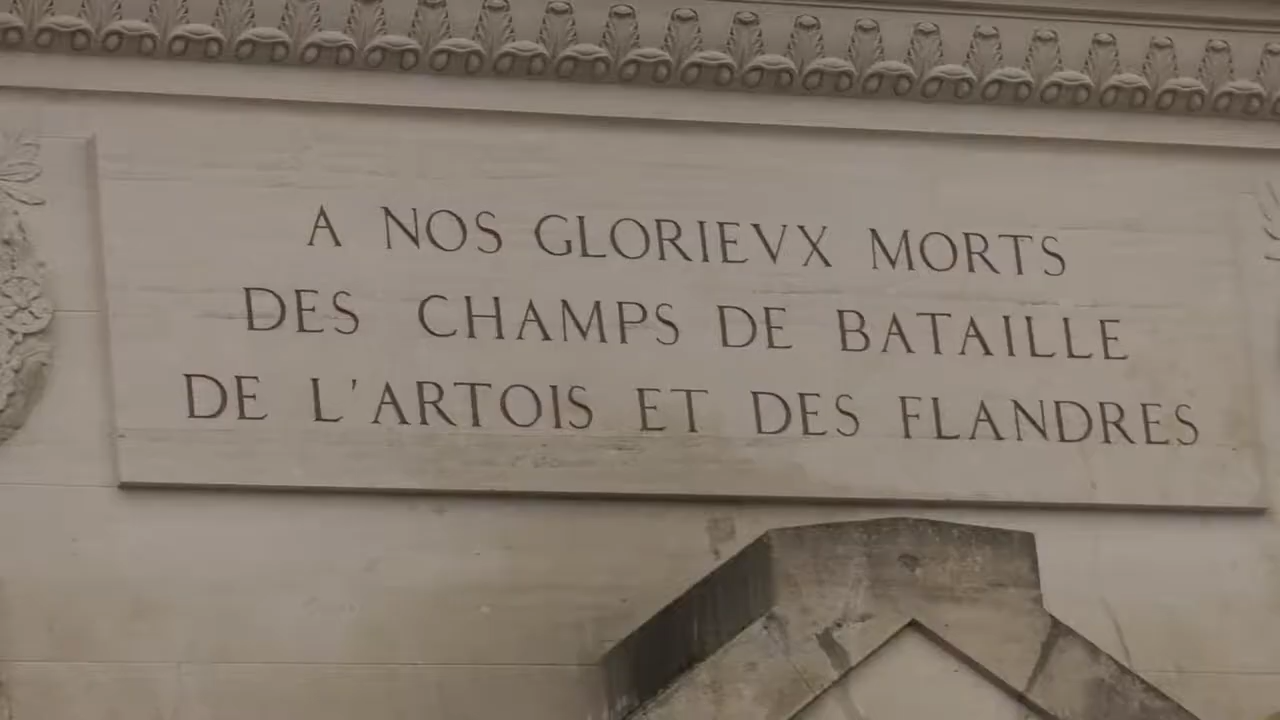 A NOS GLORIEVX MORTS
DES CHAMPS DE BATAILLE
DE L'ARTOIS ET DES FLANDRES